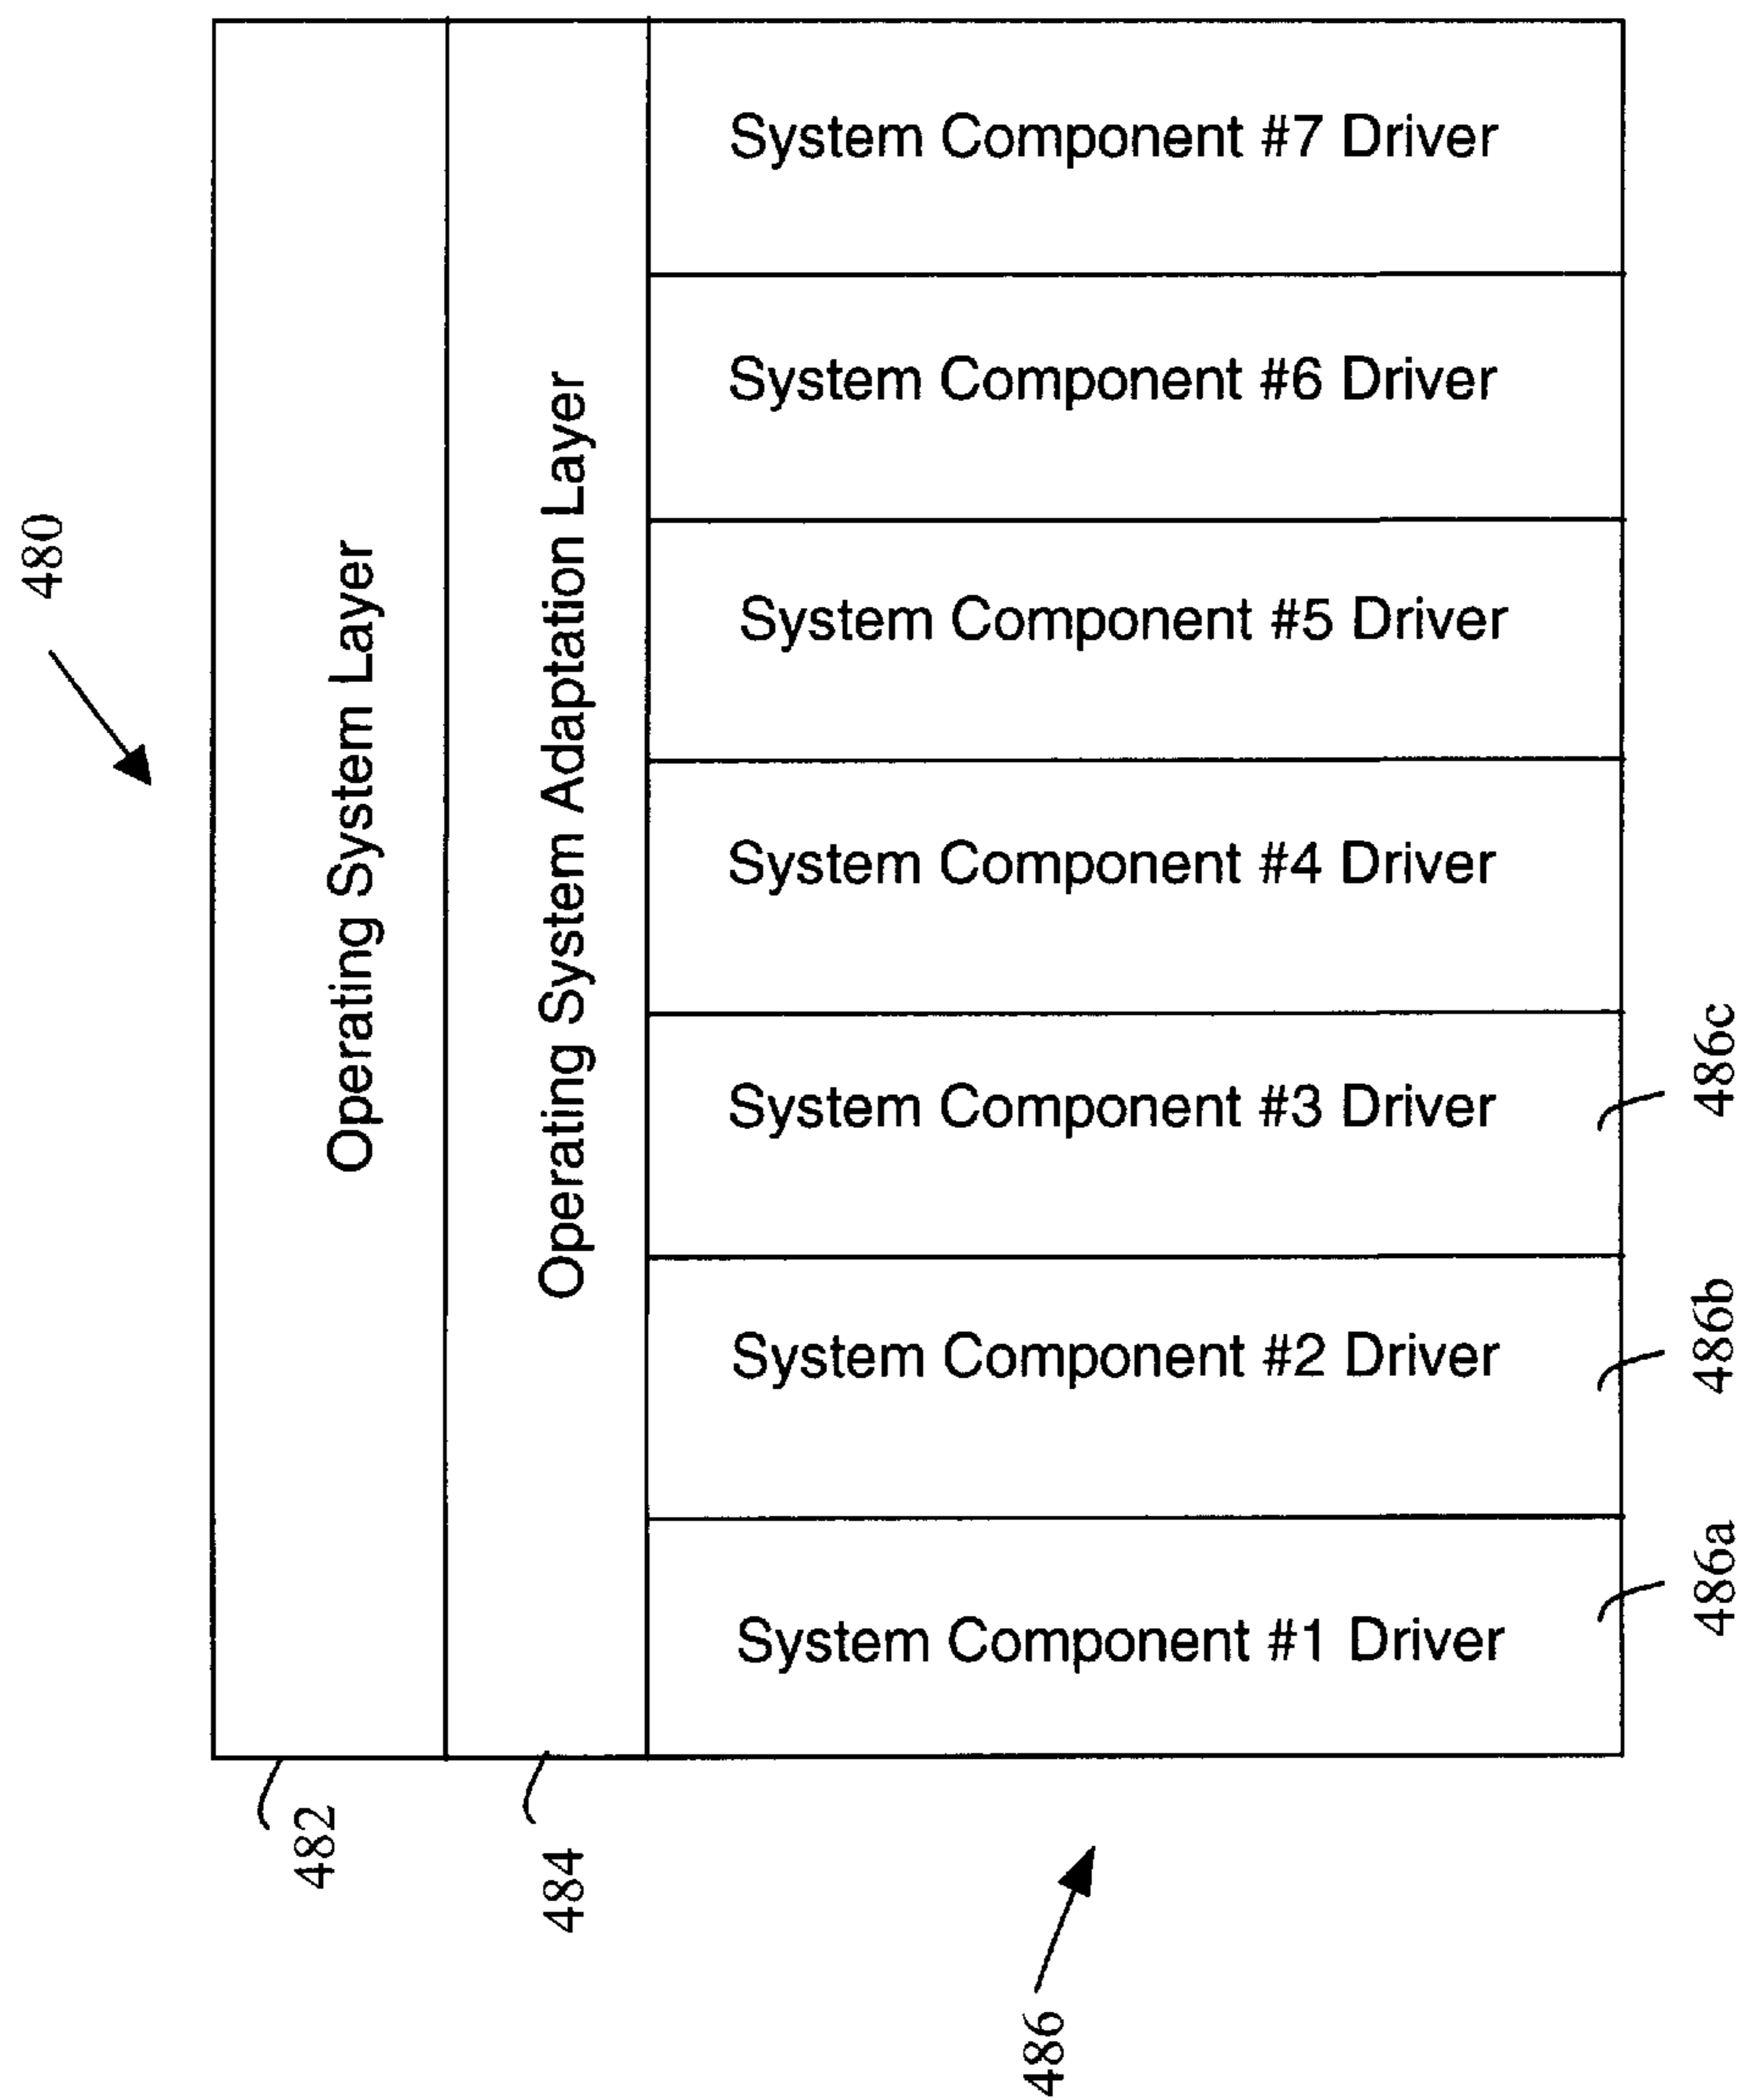 480
Operating System Layer
482
Operating System Adaptation Layer
484
486
System Component #1 Driver
486a
System Component #2 Driver
486b
System Component #3 Driver
486c
System Component #4 Driver
System Component #5 Driver
System Component #6 Driver
System Component #7 Driver